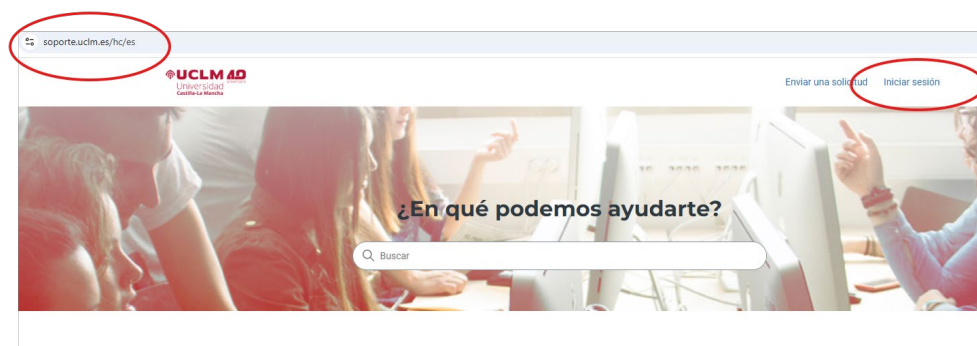 soporte.uclm.es/hc/es
UCLM 40
Universidad
Castilla-La Mancha
Enviar una solicitud Iniciar sesión
¿En qué podemos ayudarte?
Buscar